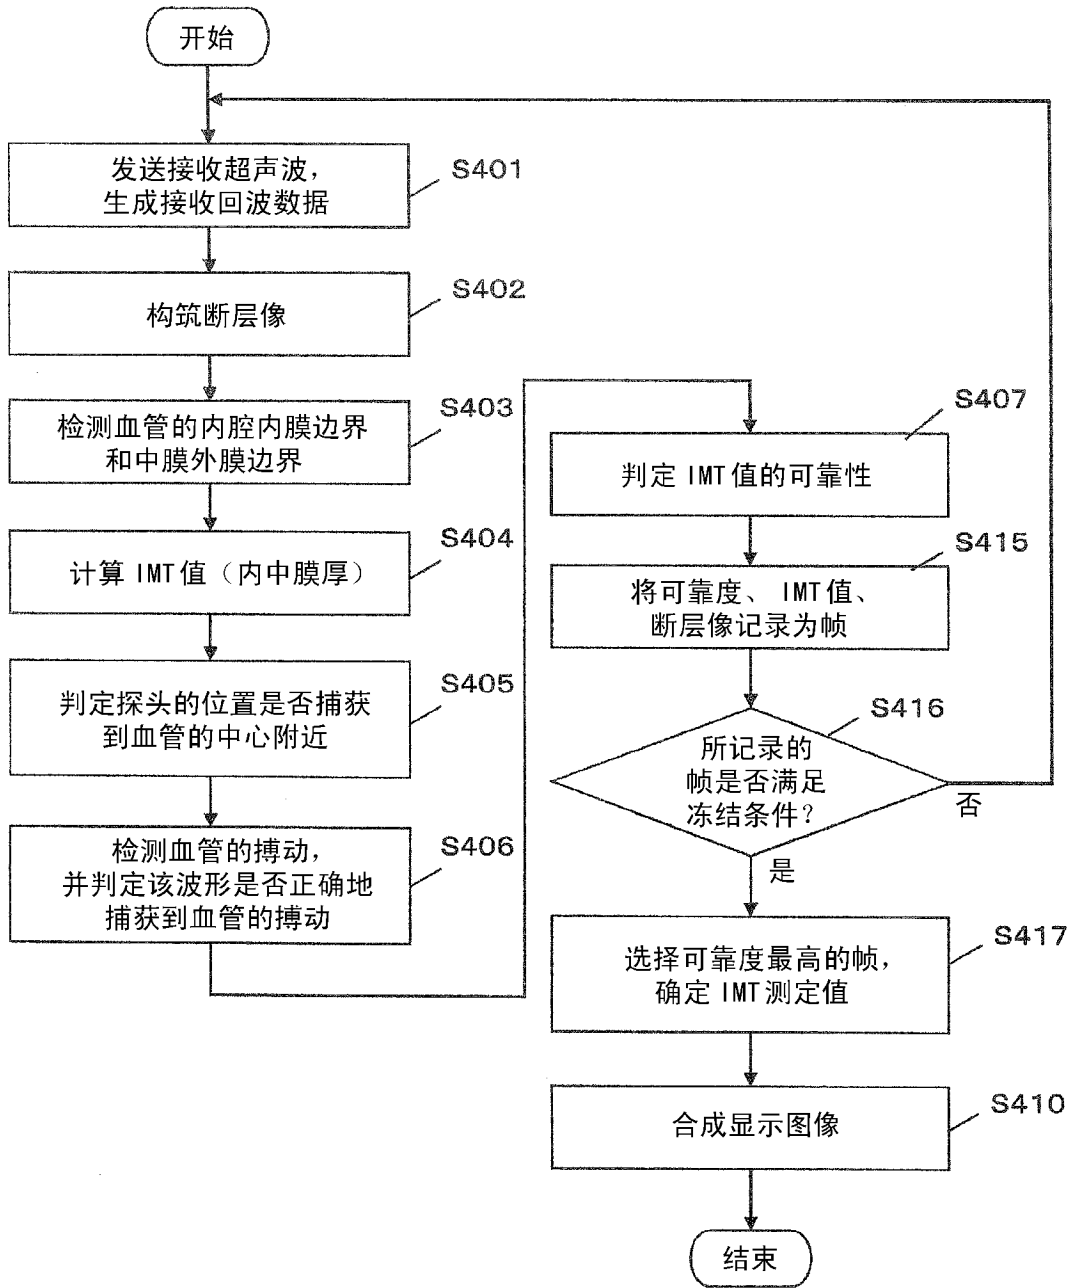 开始
发送接收超声波，
生成接收回波数据
S401
构筑断层像
S402
检测血管的内腔内膜边界
和中膜外膜边界
S403
计算 IMT 值（内中膜厚）
S404
判定探头的位置是否捕获
到血管的中心附近
S405
检测血管的搏动，
并判定该波形是否正确地
捕获到血管的搏动
S406
判定 IMT 值的可靠性
S407
将可靠度、 IMT 值、
断层像记录为帧
S415
所记录的
帧是否满足
冻结条件？
S416
否
是
选择可靠度最高的帧，
确定 IMT 测定值
S417
合成显示图像
S410
结束